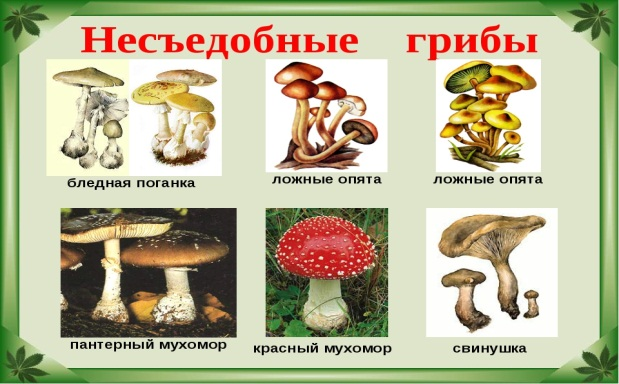 Несъедобные грибы
бледная поганка
ложные опята
ложные опята
пантерный мухомор
красный мухомор
свинушка